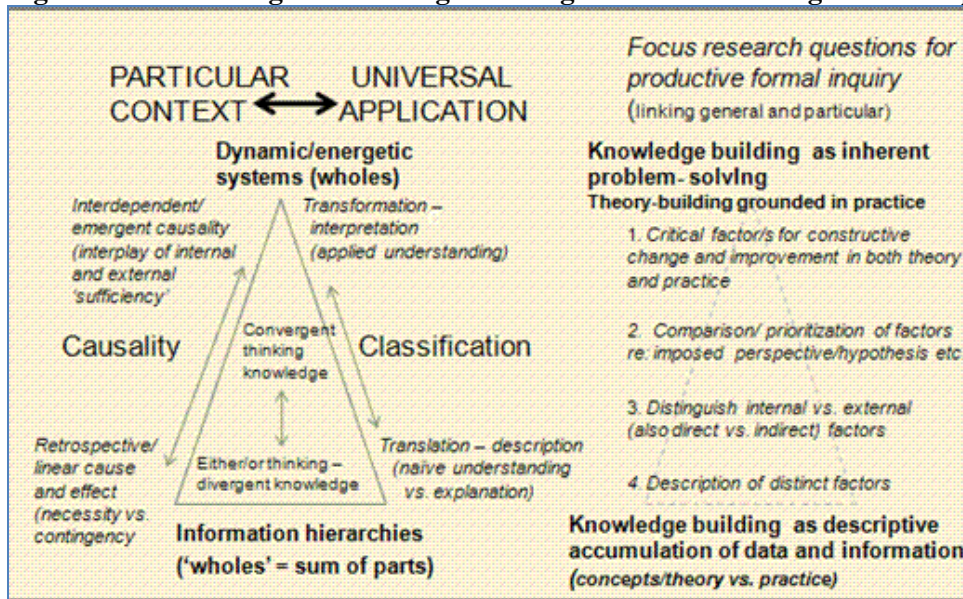 PARTICULAR
CONTEXT
UNIVERSAL
APPLICATION
Dynamic/energetic
systems (wholes)
Interdependent/
emergent causality
(interplay of internal
and external
'sufficiency'
Transformation –
interpretation
(applied understanding)
Causality
Convergent
thinking
knowledge
Classification
Retrospective/
linear cause
and effect
(necessity vs.
contingency
Either/or thinking –
divergent knowledge
Translation – description
(naïve understanding
vs. explanation)
Information hierarchies
('wholes' = sum of parts)
Focus research questions for
productive formal inquiry
(linking general and particular)
Knowledge building as inherent
problem- solvIng
Theory-building grounded in practice
1. Critical factor/s for constructive
change and improvement in both theory
and practice
2. Comparison/ prioritization of factors
re: imposed perspective/hypothesis etc
3. Distinguish internal vs. external
(also direct vs. indirect) factors
4. Description of distinct factors
Knowledge building as descriptive
accumulation of data and information
(concepts/theory vs. practice)